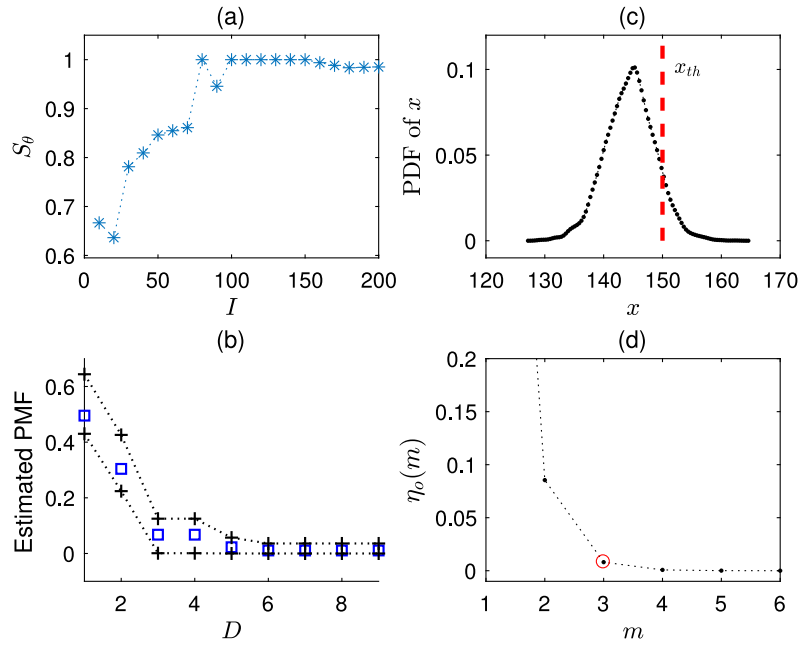 (a)
1
0.9
0.8
0.7
0.6
S_θ
0 50 100 150 200
I
(c)
0.1
0.05
0
PDF of x
x_th
120 130 140 150 160 170
x
(b)
0.6
0.4
0.2
0
Estimated PMF
2 4 6 8
D
(d)
0.2
0.15
0.1
0.05
0
η_o(m)
1 2 3 4 5 6
m